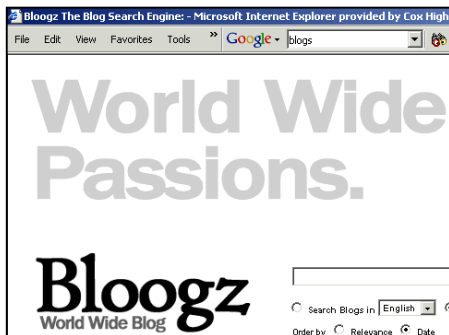 Bloogz The Blog Search Engine: - Microsoft Internet Explorer provided by Cox High
File Edit View Favorites Tools » Google blogs
World Wide
Passions.
Bloogz
World Wide Blog
Search Blogs in English
Order by Relevance Date